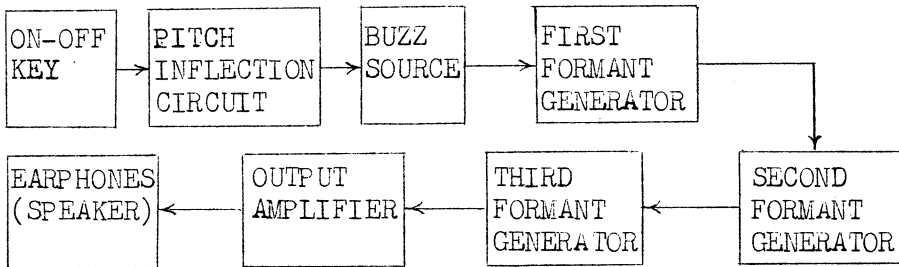 ON-OFF
KEY
PITCH
INFLECTION
CIRCUIT
BUZZ
SOURCE
FIRST
FORMANT
GENERATOR
SECOND
FORMANT
GENERATOR
THIRD
FORMANT
GENERATOR
OUTPUT
AMPLIFIER
EARPHONES
(SPEAKER)